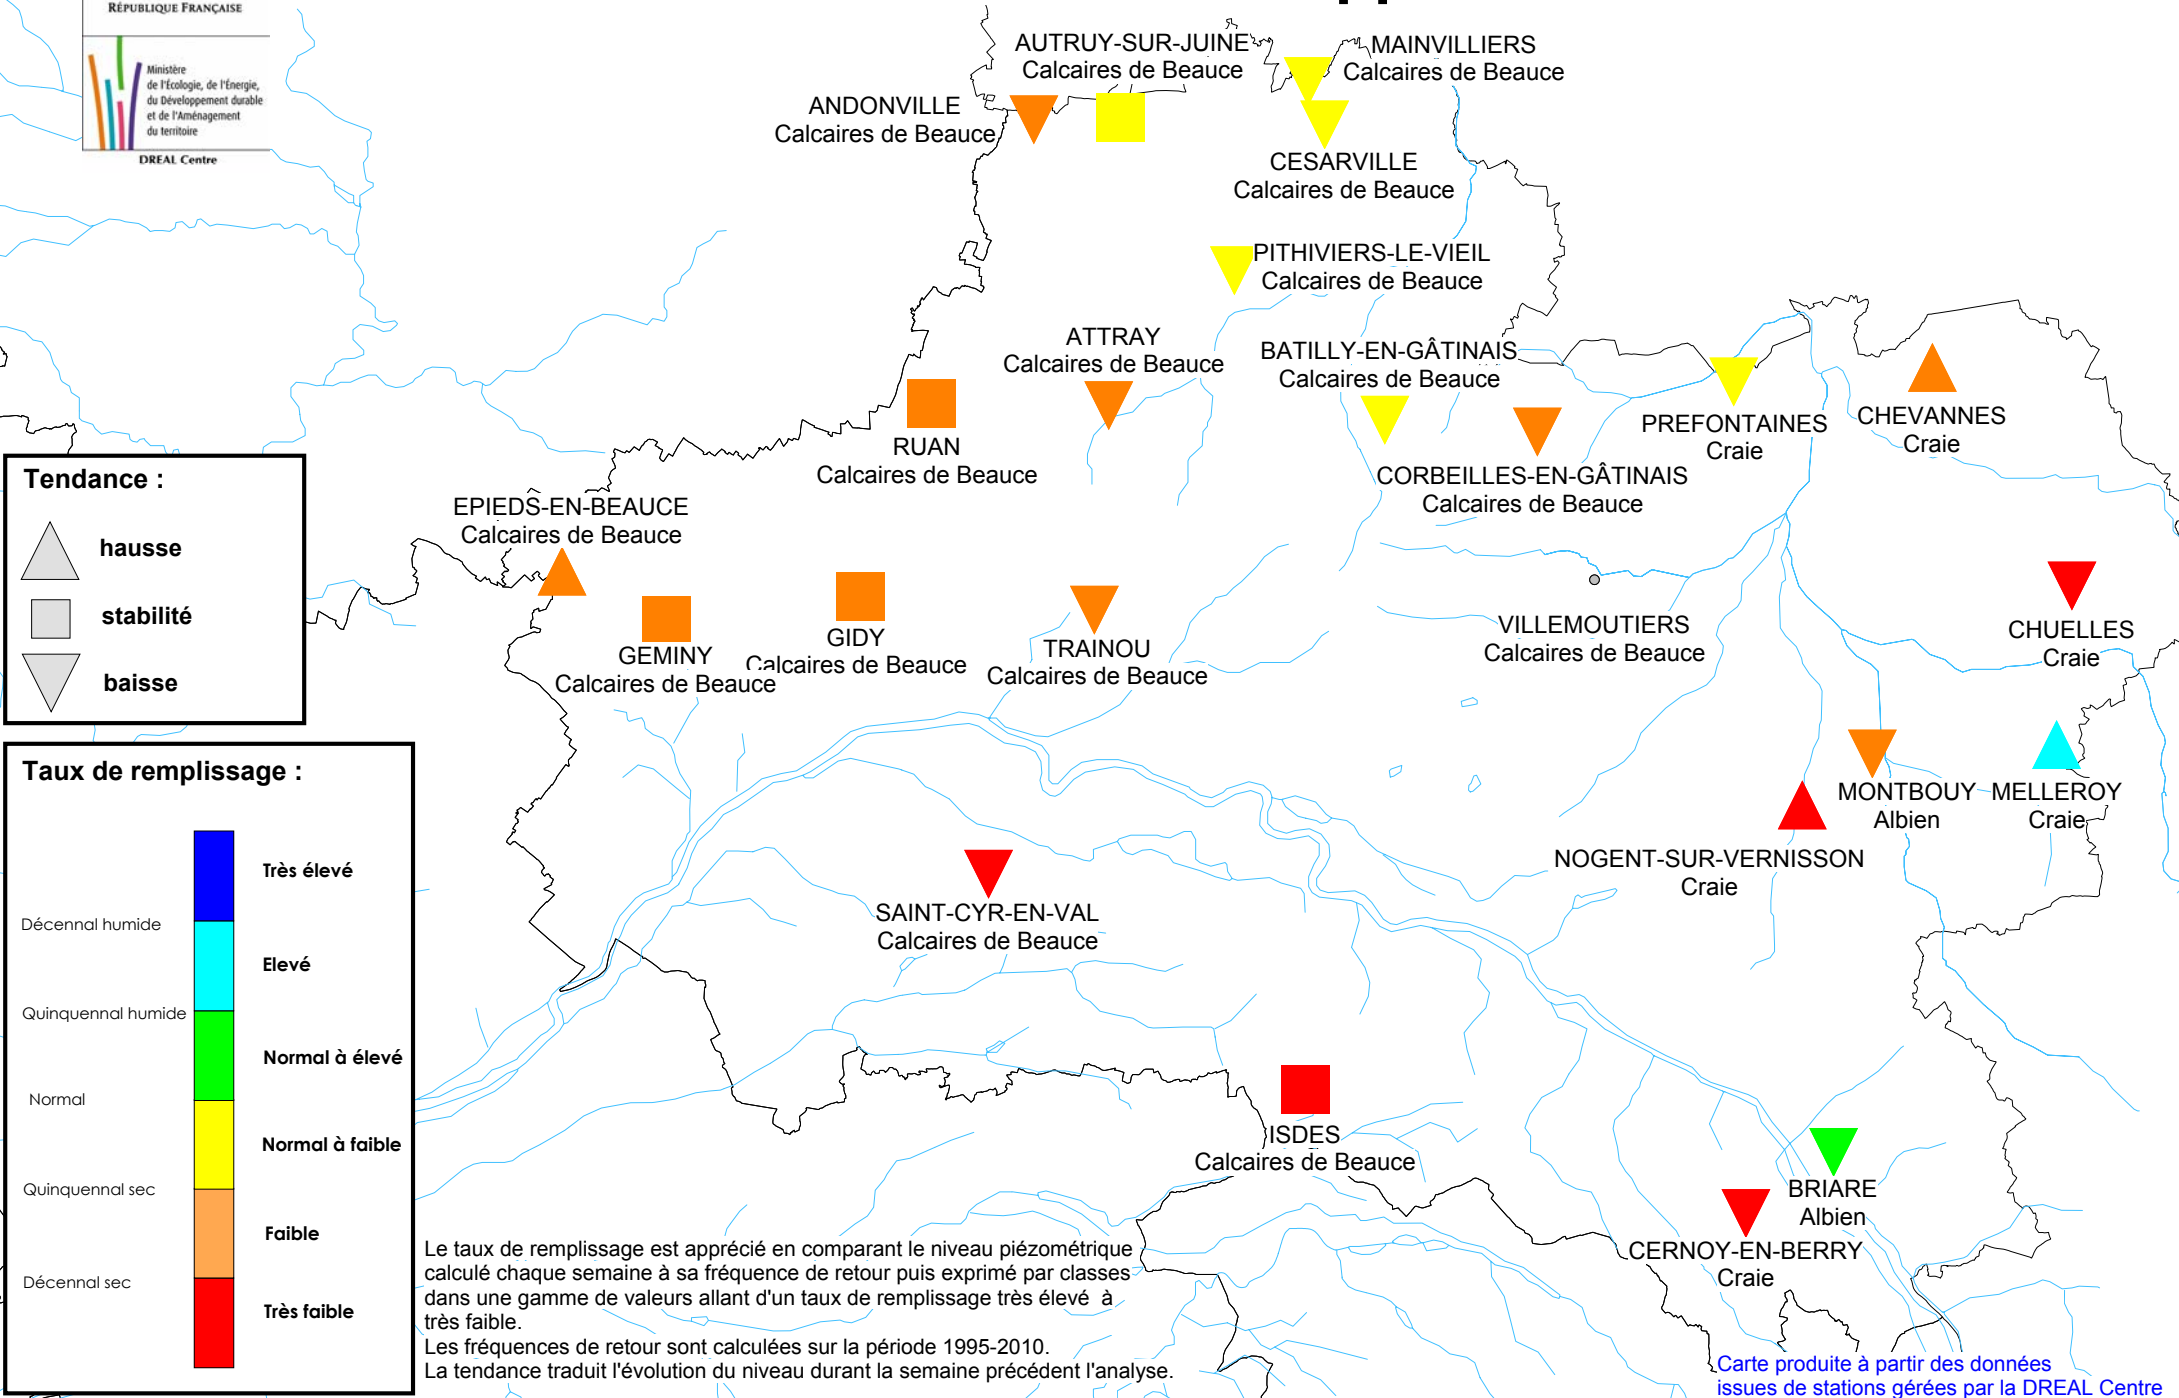 RÉPUBLIQUE FRANÇAISE
Ministère
de l'Écologie, de l'Énergie,
du Développement durable
et de l'Aménagement
du territoire
DREAL Centre
AUTRUY-SUR-JUINE
Calcaires de Beauce
MAINVILLIERS
Calcaires de Beauce
ANDONVILLE
Calcaires de Beauce
CESARVILLE
Calcaires de Beauce
PITHIVIERS-LE-VIEIL
Calcaires de Beauce
ATTRAY
Calcaires de Beauce
BATILLY-EN-GÂTINAIS
Calcaires de Beauce
RUAN
Calcaires de Beauce
PREFONTAINES
Craie
CHEVANNES
Craie
CORBEILLES-EN-GÂTINAIS
Calcaires de Beauce
EPIEDS-EN-BEAUCE
Calcaires de Beauce
GEMINY
Calcaires de Beauce
GIDY
Calcaires de Beauce
TRAINOU
Calcaires de Beauce
VILLEMOUTIERS
Calcaires de Beauce
CHUELLES
Craie
MONTBOUY
Albien
MELLEROY
Craie
NOGENT-SUR-VERNISSON
Craie
SAINT-CYR-EN-VAL
Calcaires de Beauce
ISDES
Calcaires de Beauce
BRIARE
Albien
CERNOY-EN-BERRY
Craie
Tendance :
hausse
stabilité
baisse
Taux de remplissage :
Très élevé
Décennal humide
Elevé
Quinquennal humide
Normal à élevé
Normal
Normal à faible
Quinquennal sec
Faible
Décennal sec
Très faible
Le taux de remplissage est apprécié en comparant le niveau piézométrique
calculé chaque semaine à sa fréquence de retour puis exprimé par classes
dans une gamme de valeurs allant d'un taux de remplissage très élevé à
très faible.
Les fréquences de retour sont calculées sur la période 1995-2010.
La tendance traduit l'évolution du niveau durant la semaine précédent l'analyse.
Carte produite à partir des données
issues de stations gérées par la DREAL Centre